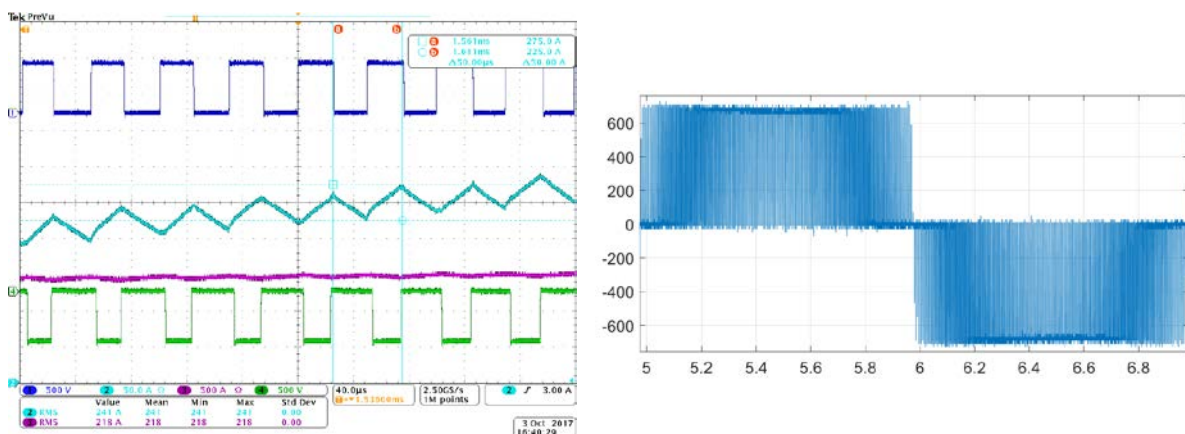 Tek PreVu
1.561ms 275.0 A
1.611ms 225.0 A
Δ50.00µs Δ50.00 A
500 V 50.0 A Ω 500 A Ω 500 V
40.0µs 2.50GS/s 2 3.00 A
1M points
Value Mean Min Max Std Dev
2 RMS 241 A 241 241 241 0.00
3 RMS 218 A 218 218 218 0.00
3 Oct 2017
16:40:29
600
400
200
0
-200
-400
-600
5 5.2 5.4 5.6 5.8 6 6.2 6.4 6.6 6.8